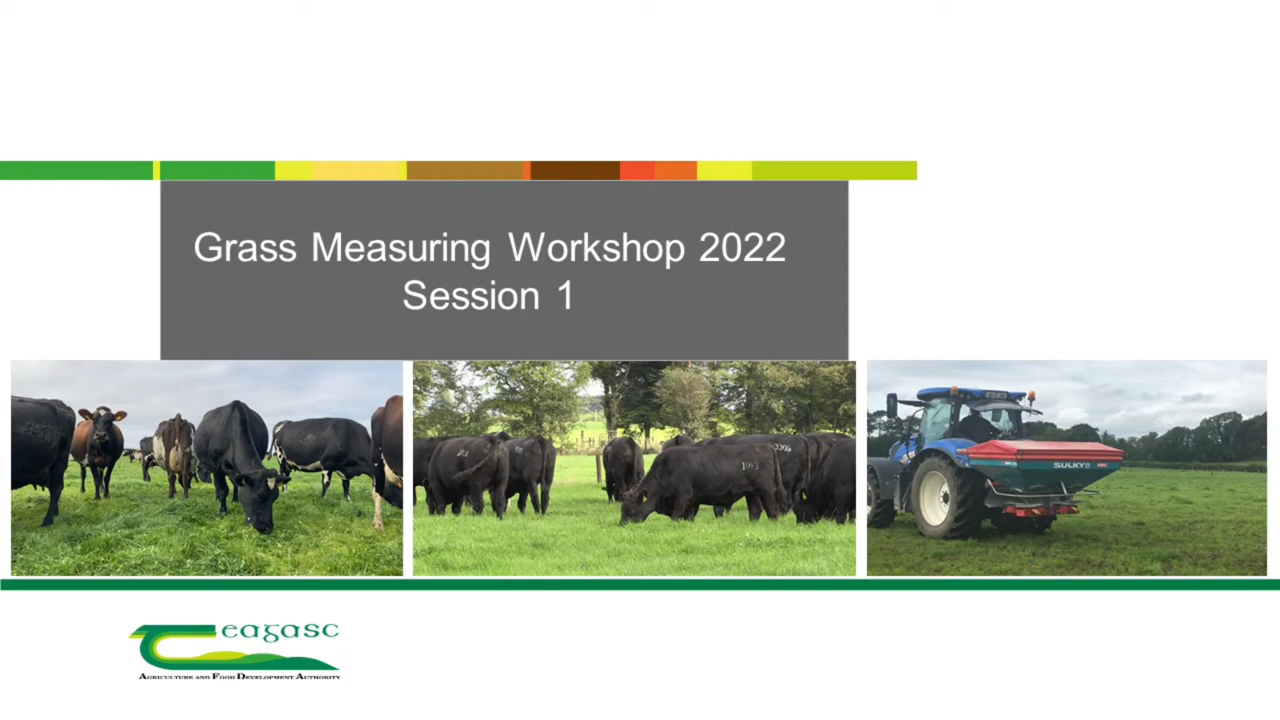 Grass Measuring Workshop 2022
Session 1
SULKY
teagasc
Agriculture and Food Development Authority